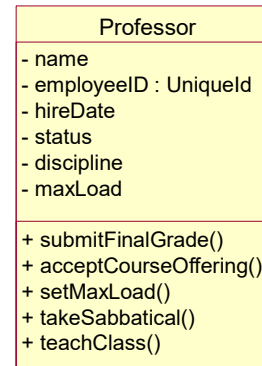 Professor
- name
- employeeID : UniqueId
- hireDate
- status
- discipline
- maxLoad
+ submitFinalGrade()
+ acceptCourseOffering()
+ setMaxLoad()
+ takeSabbatical()
+ teachClass()